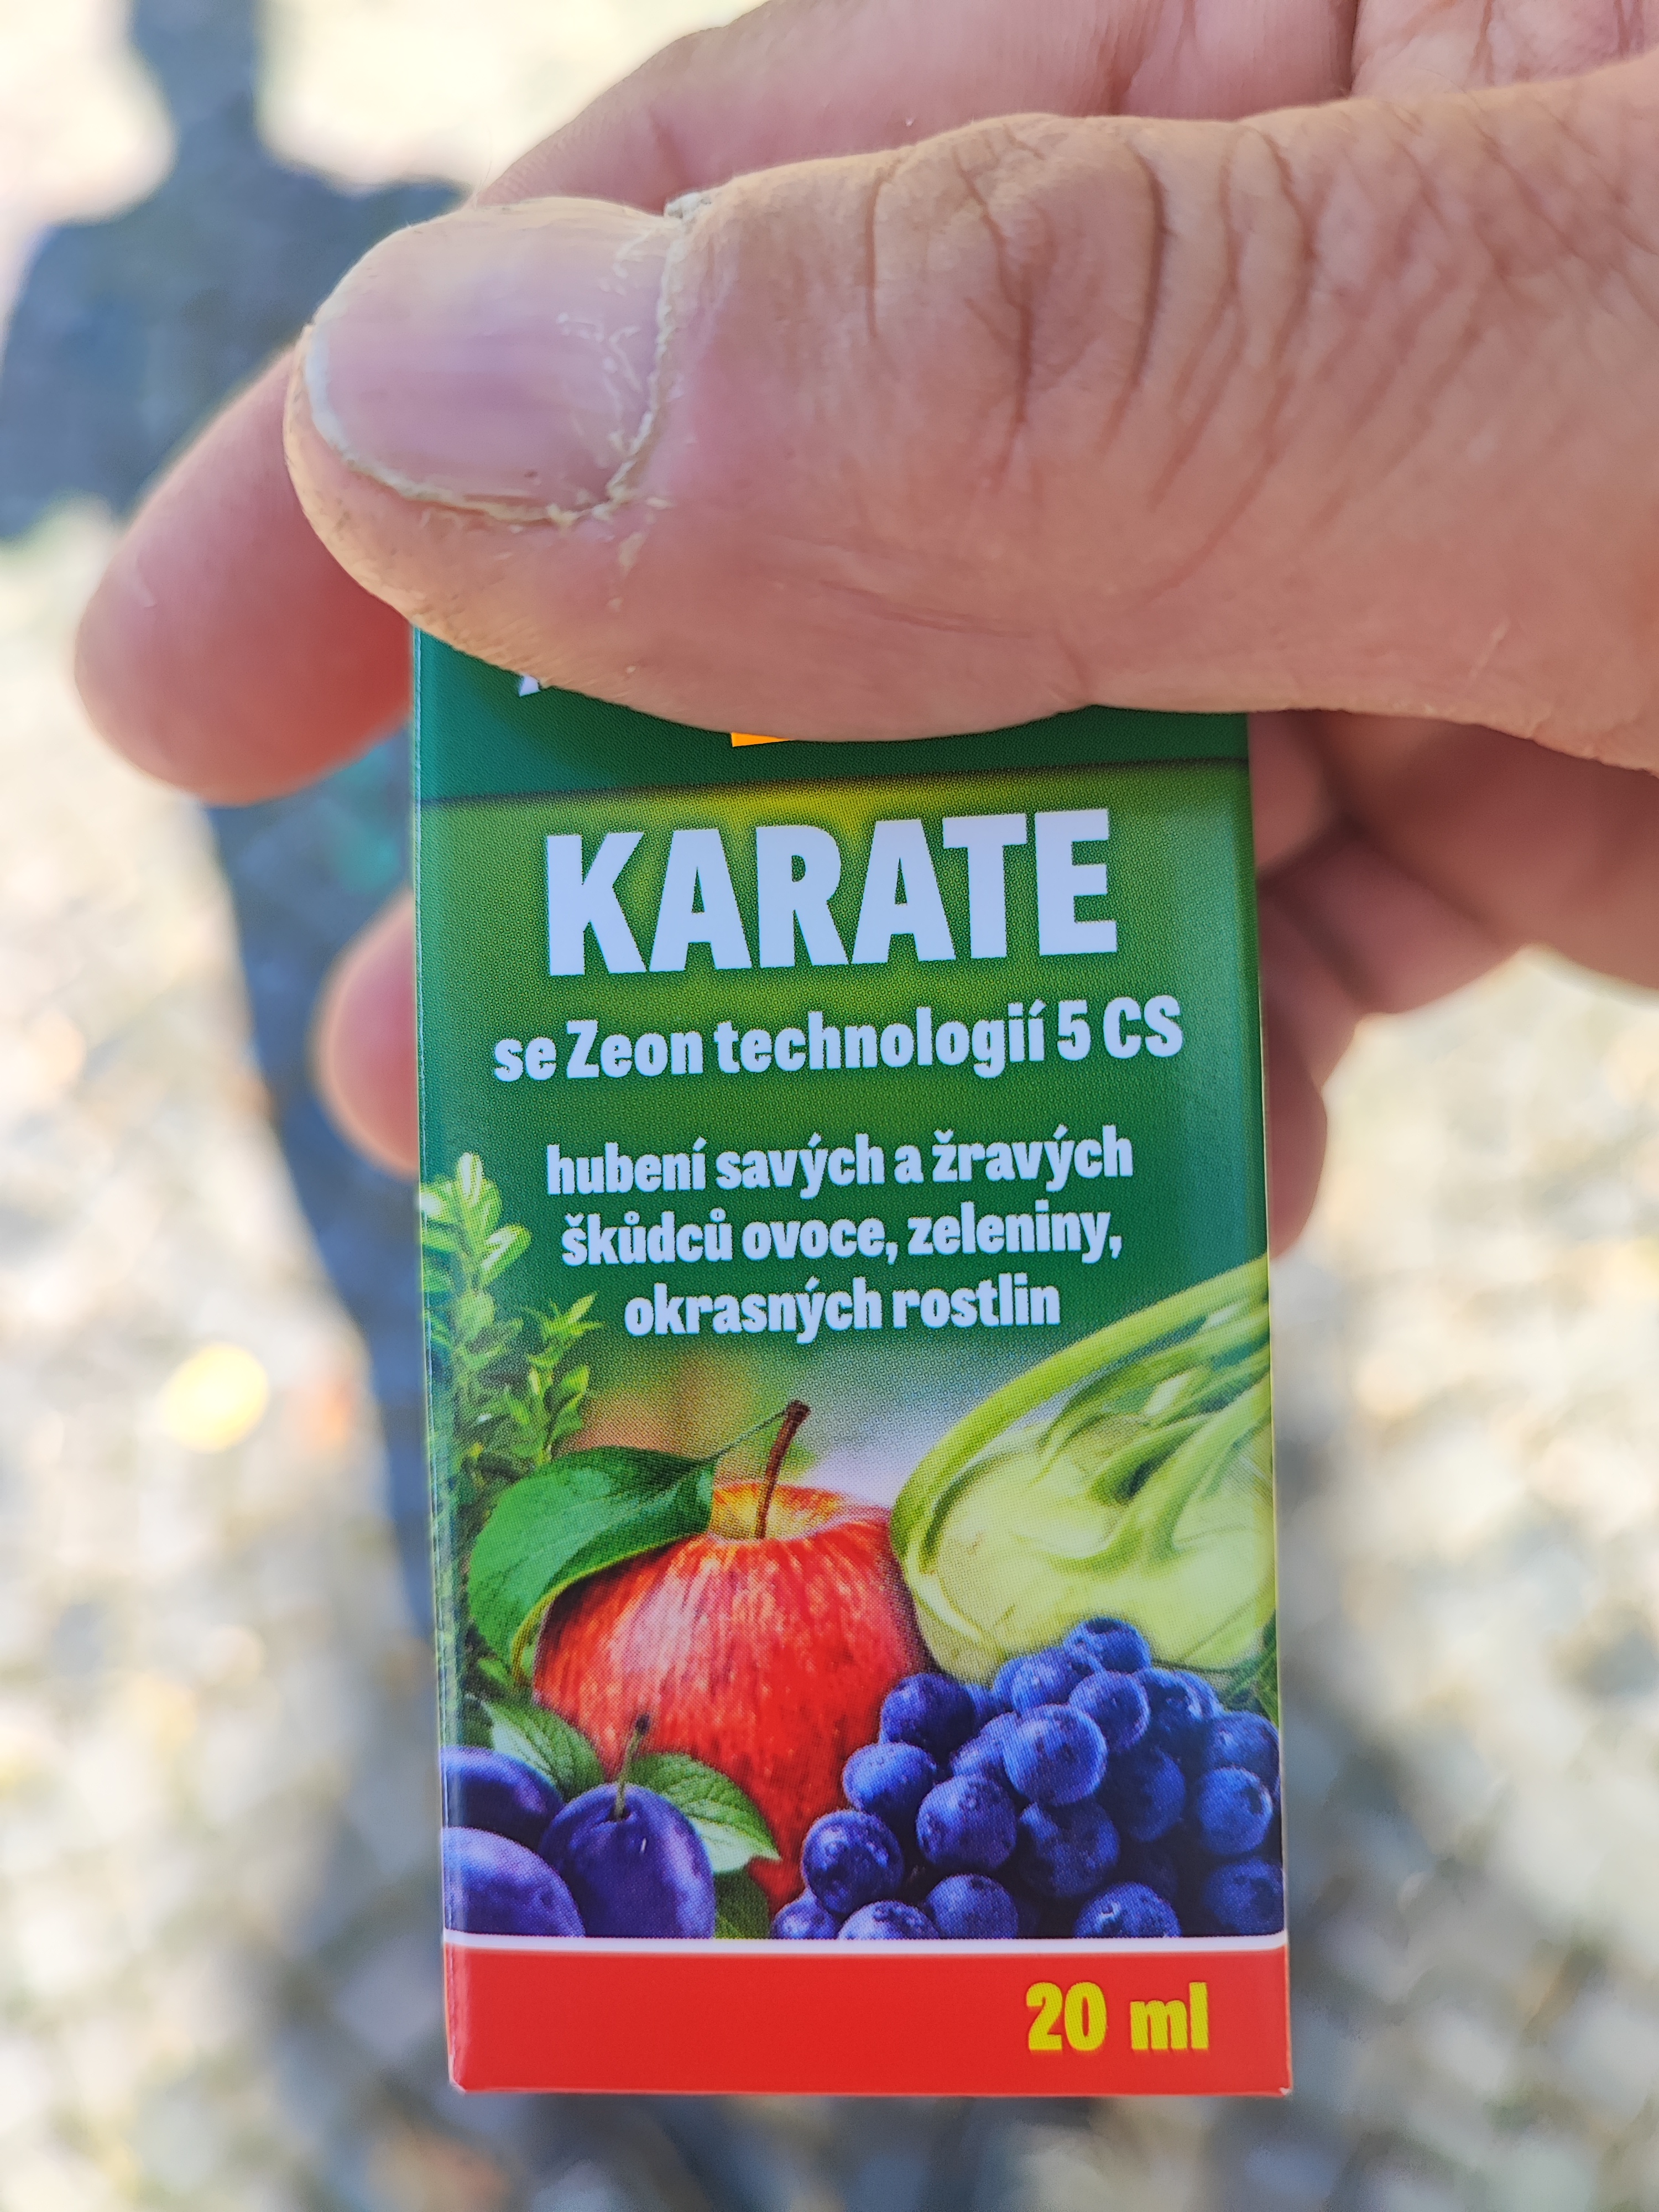 KARATE
se Zeon technologií 5 CS
hubení savých a žravých
škůdců ovoce, zeleniny,
okrasných rostlin
20 ml